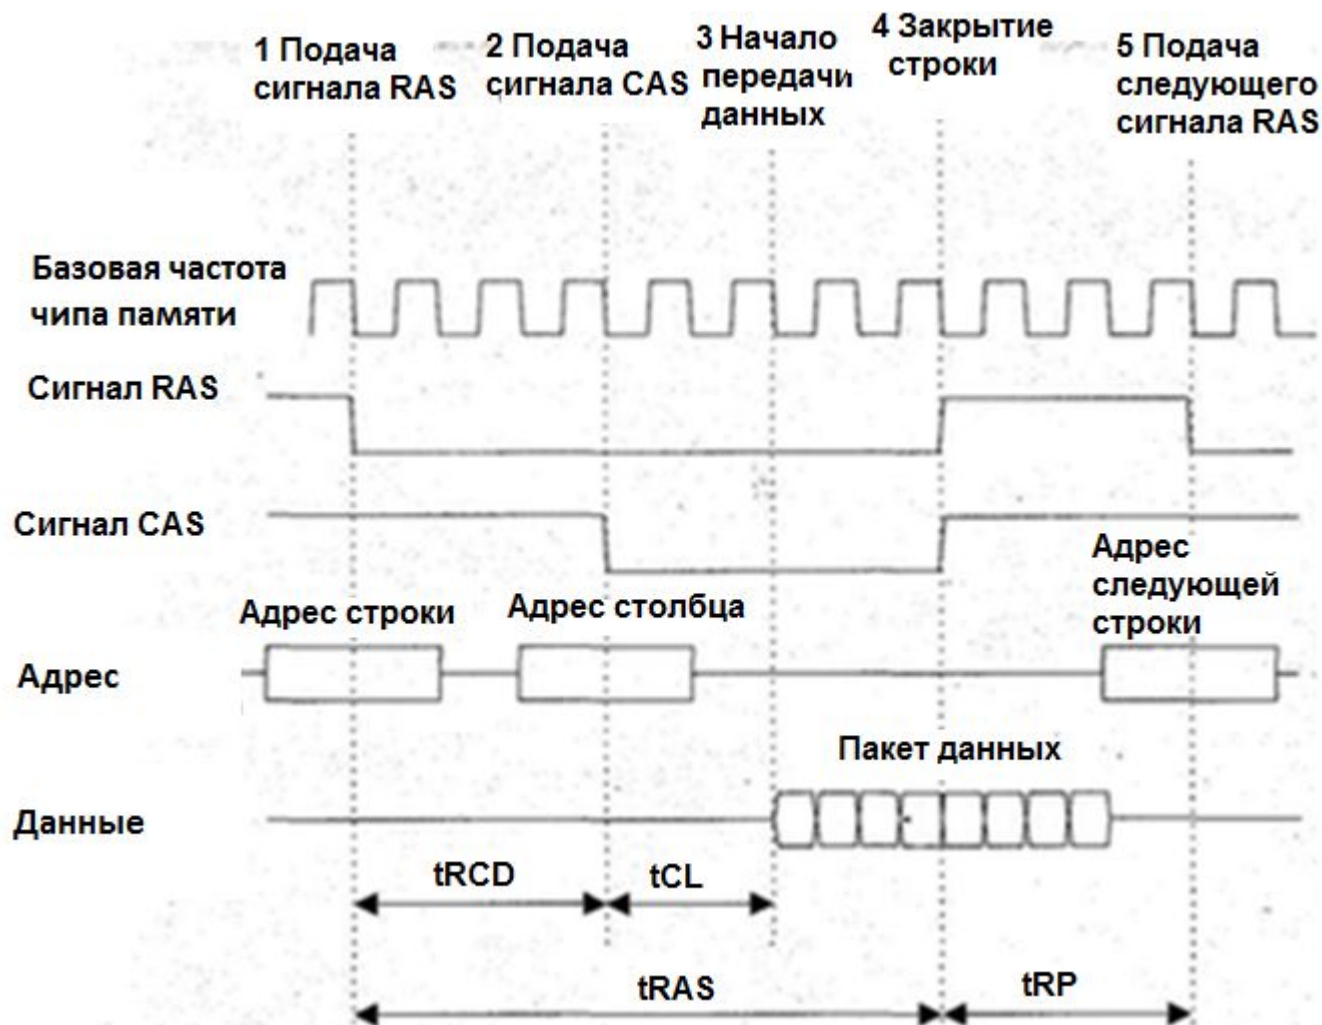 1 Подача
сигнала RAS
2 Подача
сигнала CAS
3 Начало
передачи
данных
4 Закрытие
строки
5 Подача
следующего
сигнала RAS
Базовая частота
чипа памяти
Сигнал RAS
Сигнал CAS
Адрес строки
Адрес столбца
Адрес
следующей
строки
Адрес
Пакет данных
Данные
tRCD
tCL
tRAS
tRP